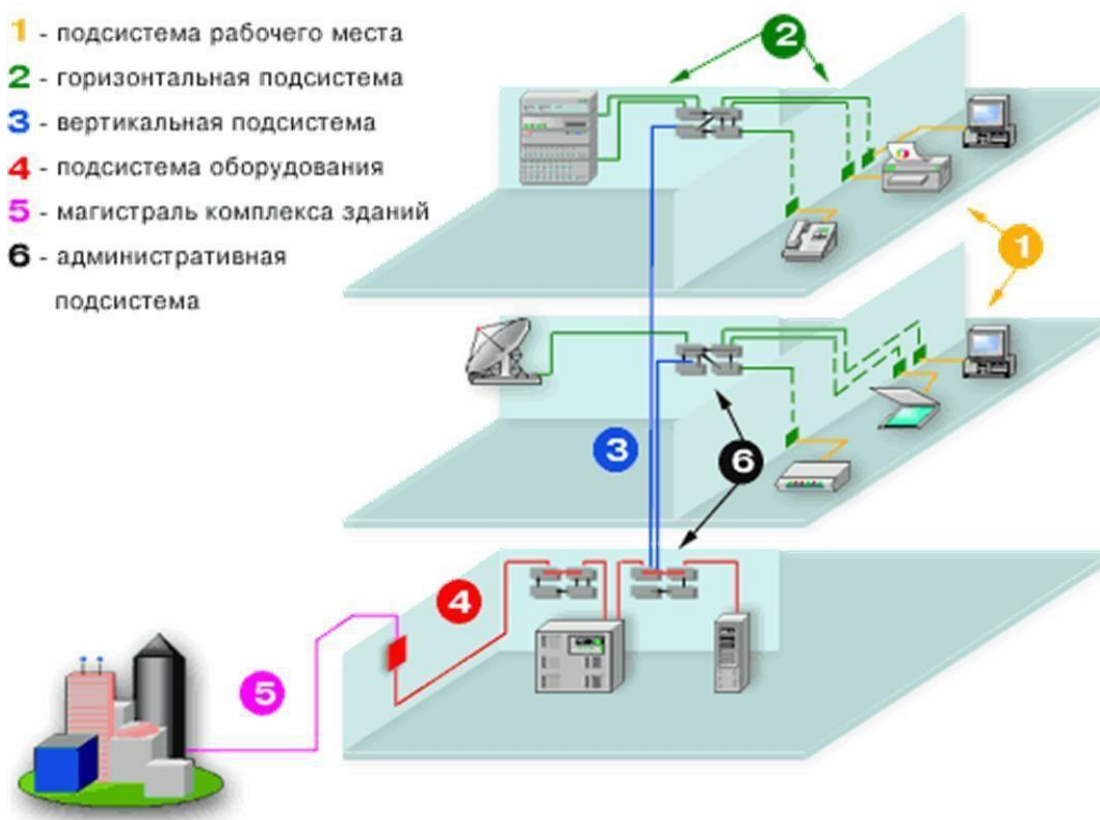 1 - подсистема рабочего места
2 - горизонтальная подсистема
3 - вертикальная подсистема
4 - подсистема оборудования
5 - магистраль комплекса зданий
6 - административная
подсистема
2
1
3
6
4
5